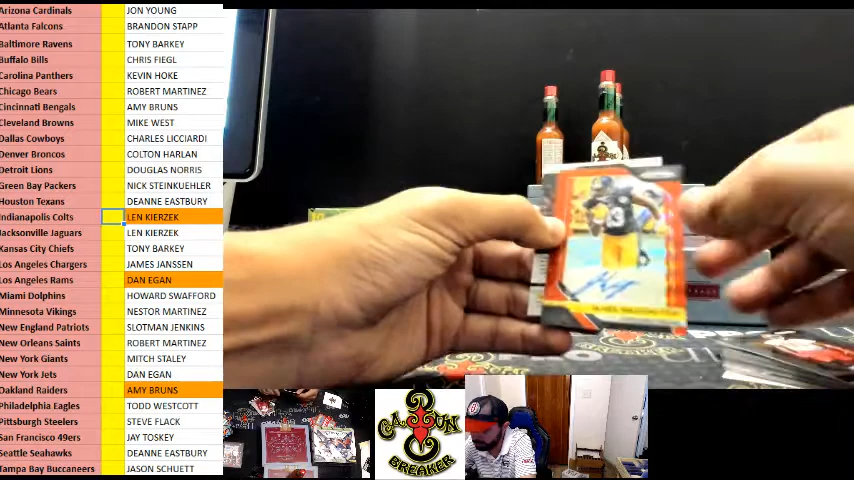 Arizona Cardinals JON YOUNG
Atlanta Falcons BRANDON STAPP
Baltimore Ravens TONY BARKEY
Buffalo Bills CHRIS FIEGL
Carolina Panthers KEVIN HOKE
Chicago Bears ROBERT MARTINEZ
Cincinnati Bengals AMY BRUNS
Cleveland Browns MIKE WEST
Dallas Cowboys CHARLES LICCIARDI
Denver Broncos COLTON HARLAN
Detroit Lions DOUGLAS NORRIS
Green Bay Packers NICK STEINKUEHLER
Houston Texans DEANNE EASTBURY
Indianapolis Colts LEN KIERZEK
Jacksonville Jaguars LEN KIERZEK
Kansas City Chiefs TONY BARKEY
Los Angeles Chargers JAMES JANSSEN
Los Angeles Rams DAN EGAN
Miami Dolphins HOWARD SWAFFORD
Minnesota Vikings NESTOR MARTINEZ
New England Patriots SLOTMAN JENKINS
New Orleans Saints ROBERT MARTINEZ
New York Giants MITCH STALEY
New York Jets DAN EGAN
Oakland Raiders AMY BRUNS
Philadelphia Eagles TODD WESTCOTT
Pittsburgh Steelers STEVE FLACK
San Francisco 49ers JAY TOSKEY
Seattle Seahawks DEANNE EASTBURY
Tampa Bay Buccaneers JASON SCHUETT
CAJUN
BREAKER